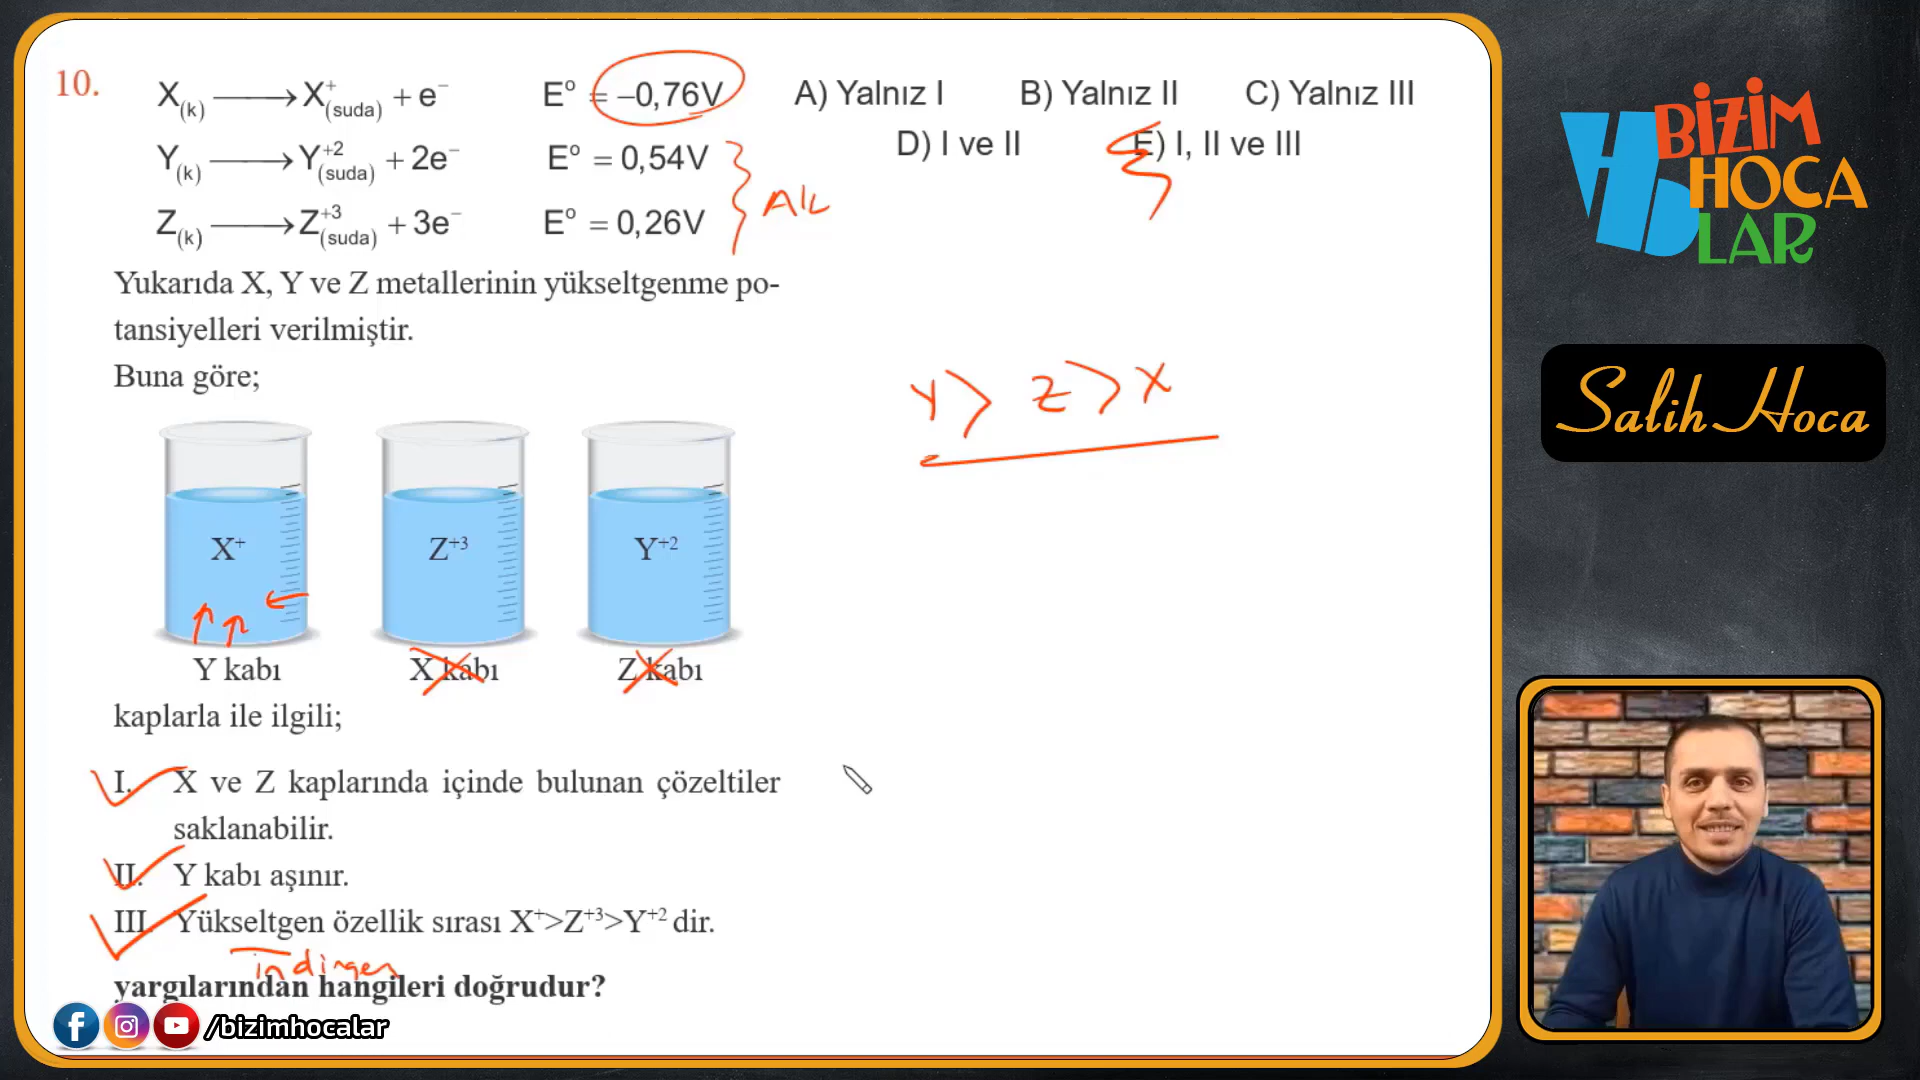 10. X(k) ⟶ X⁺(suda) + e⁻ E° = −0,76V
Y(k) ⟶ Y⁺²(suda) + 2e⁻ E° = 0,54V
Z(k) ⟶ Z⁺³(suda) + 3e⁻ E° = 0,26V
Yukarıda X, Y ve Z metallerinin yükseltgenme po-
tansiyelleri verilmiştir.
Buna göre;
X⁺ Z⁺³ Y⁺²
Y kabı X kabı Z kabı
kaplarla ile ilgili;
I. X ve Z kaplarında içinde bulunan çözeltiler
saklanabilir.
II. Y kabı aşınır.
III. Yükseltgen özellik sırası X⁺>Z⁺³>Y⁺² dir.
indirgen
yargılarından hangileri doğrudur?
A) Yalnız I B) Yalnız II C) Yalnız III
D) I ve II E) I, II ve III
Y > Z > X
/bizimhocalar
BİZİM
HOCA
LAR
Salih Hoca